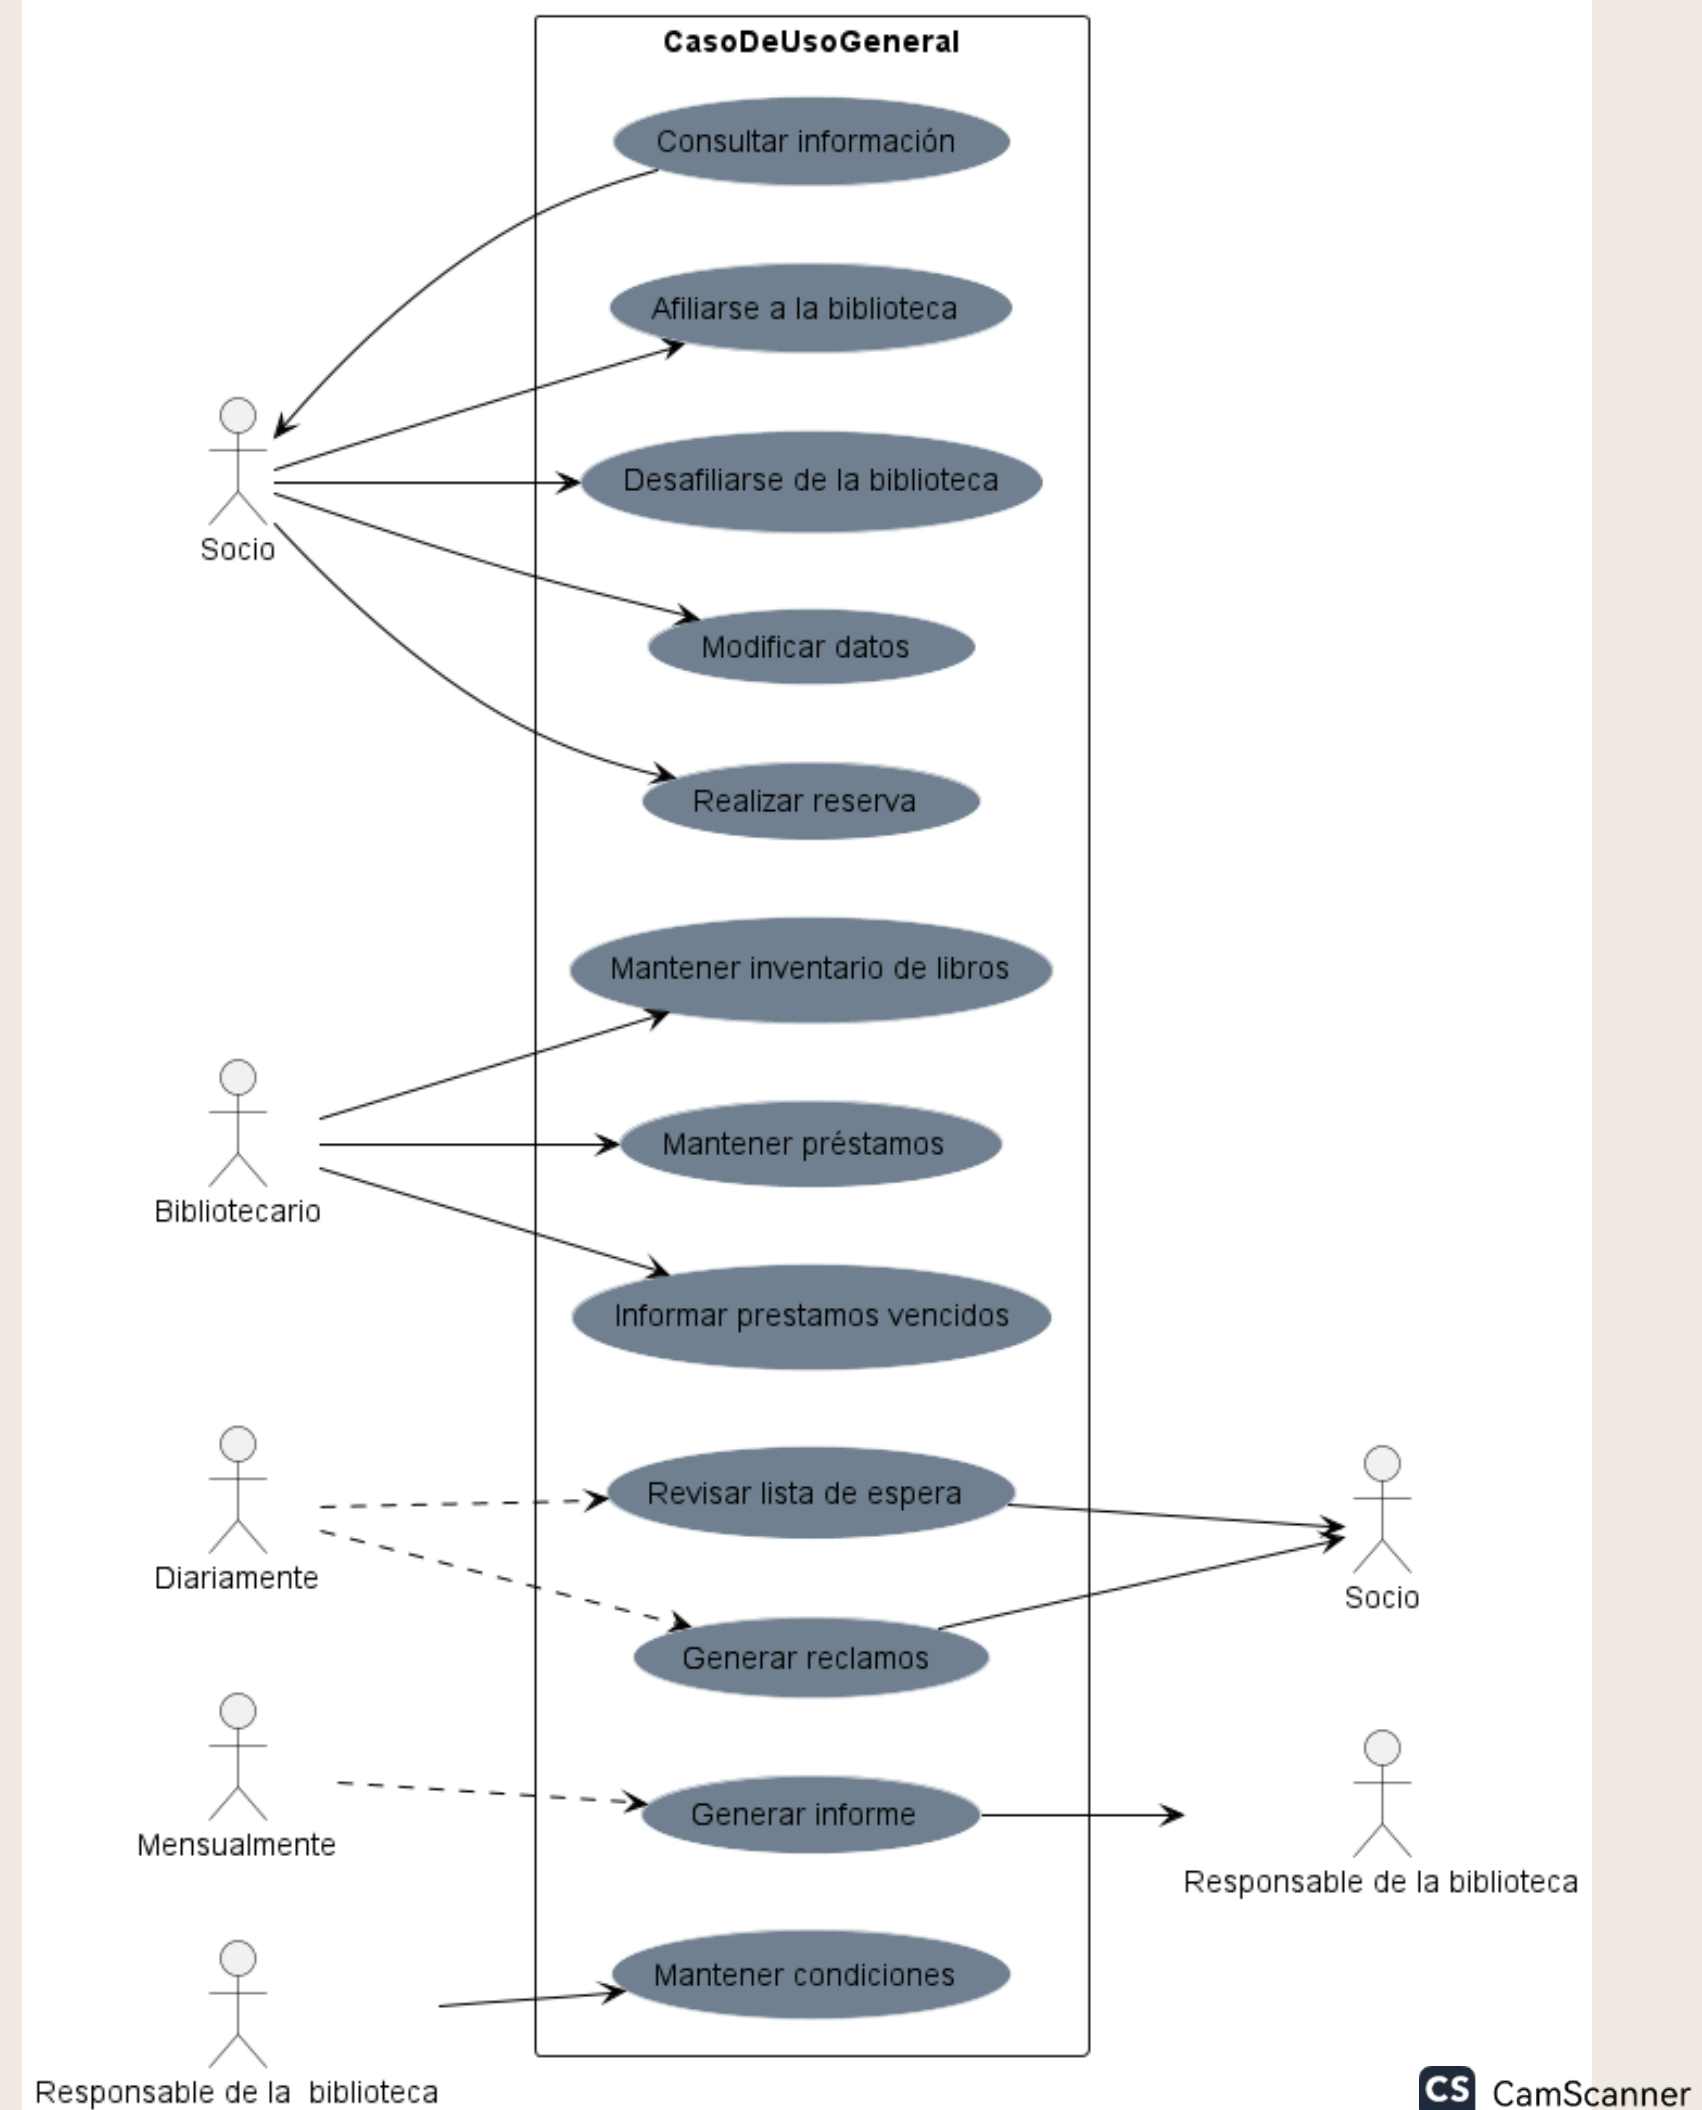 CasoDeUsoGeneral
Consultar información
Afiliarse a la biblioteca
Desafiliarse de la biblioteca
Socio
Modificar datos
Realizar reserva
Mantener inventario de libros
Mantener préstamos
Bibliotecario
Informar prestamos vencidos
Revisar lista de espera
Diariamente
Socio
Generar reclamos
Generar informe
Mensualmente
Responsable de la biblioteca
Mantener condiciones
Responsable de la biblioteca
CS CamScanner